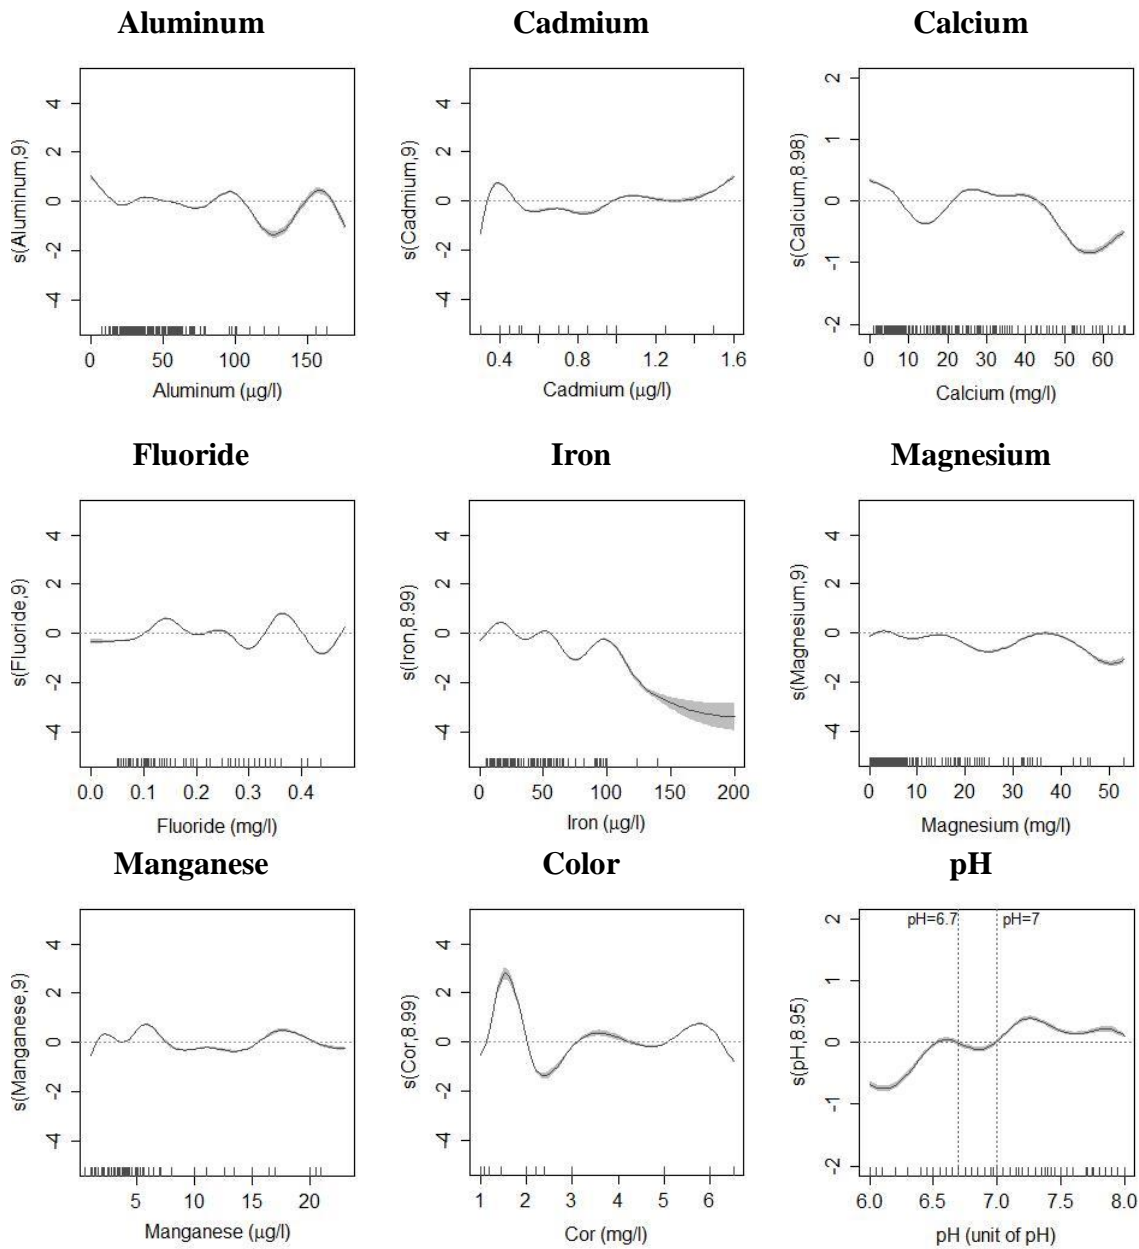 Aluminum Cadmium Calcium
s(Aluminum,9)
4
2
0
-2
-4
0 50 100 150
Aluminum (μg/l)
s(Cadmium,9)
4
2
0
-2
-4
0.4 0.8 1.2 1.6
Cadmium (μg/l)
s(Calcium,8.98)
2
1
0
-1
-2
0 10 20 30 40 50 60
Calcium (mg/l)
Fluoride Iron Magnesium
s(Fluoride,9)
4
2
0
-2
-4
0.0 0.1 0.2 0.3 0.4
Fluoride (mg/l)
s(Iron,8.99)
4
2
0
-2
-4
0 50 100 150 200
Iron (μg/l)
s(Magnesium,9)
4
2
0
-2
-4
0 10 20 30 40 50
Magnesium (mg/l)
Manganese Color pH
s(Manganese,9)
4
2
0
-2
-4
5 10 15 20
Manganese (μg/l)
s(Cor,8.99)
4
2
0
-2
-4
1 2 3 4 5 6
Cor (mg/l)
pH=6.7 pH=7
s(pH,8.95)
2
1
0
-1
-2
6.0 6.5 7.0 7.5 8.0
pH (unit of pH)